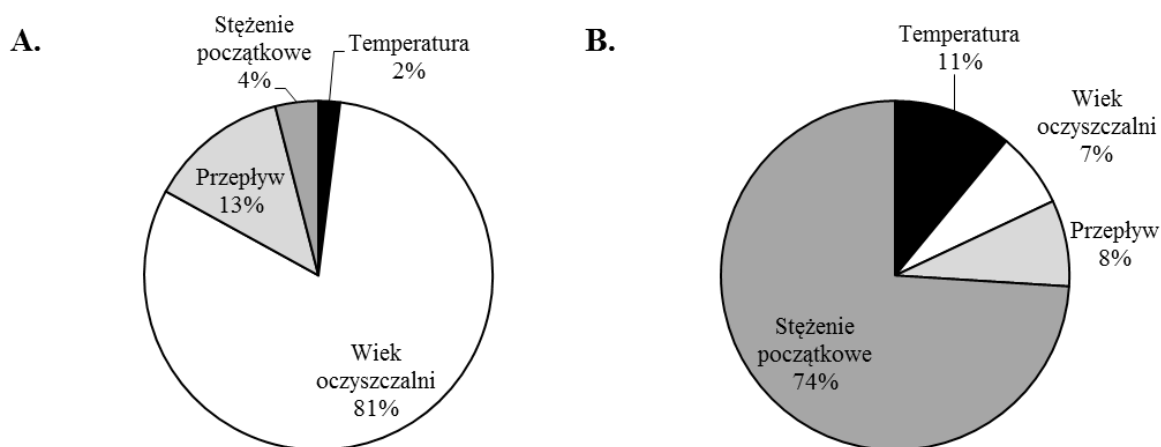 A.
Stężenie
początkowe
4%
Temperatura
2%
Przepływ
13%
Wiek
oczyszczalni
81%
B.
Temperatura
11%
Wiek
oczyszczalni
7%
Przepływ
8%
Stężenie
początkowe
74%